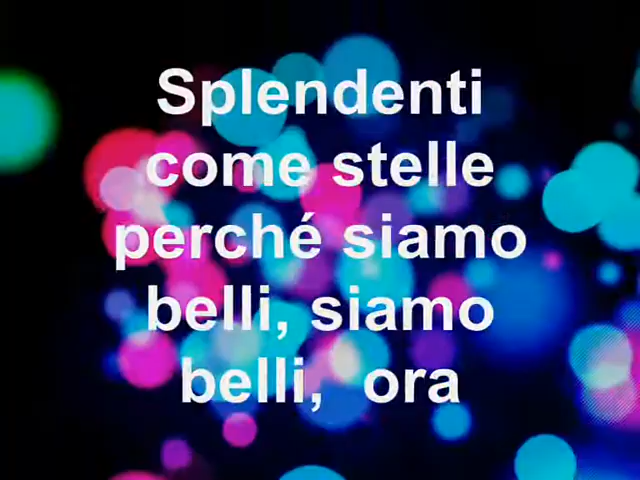 Splendenti
come stelle
perché siamo
belli, siamo
belli,  ora